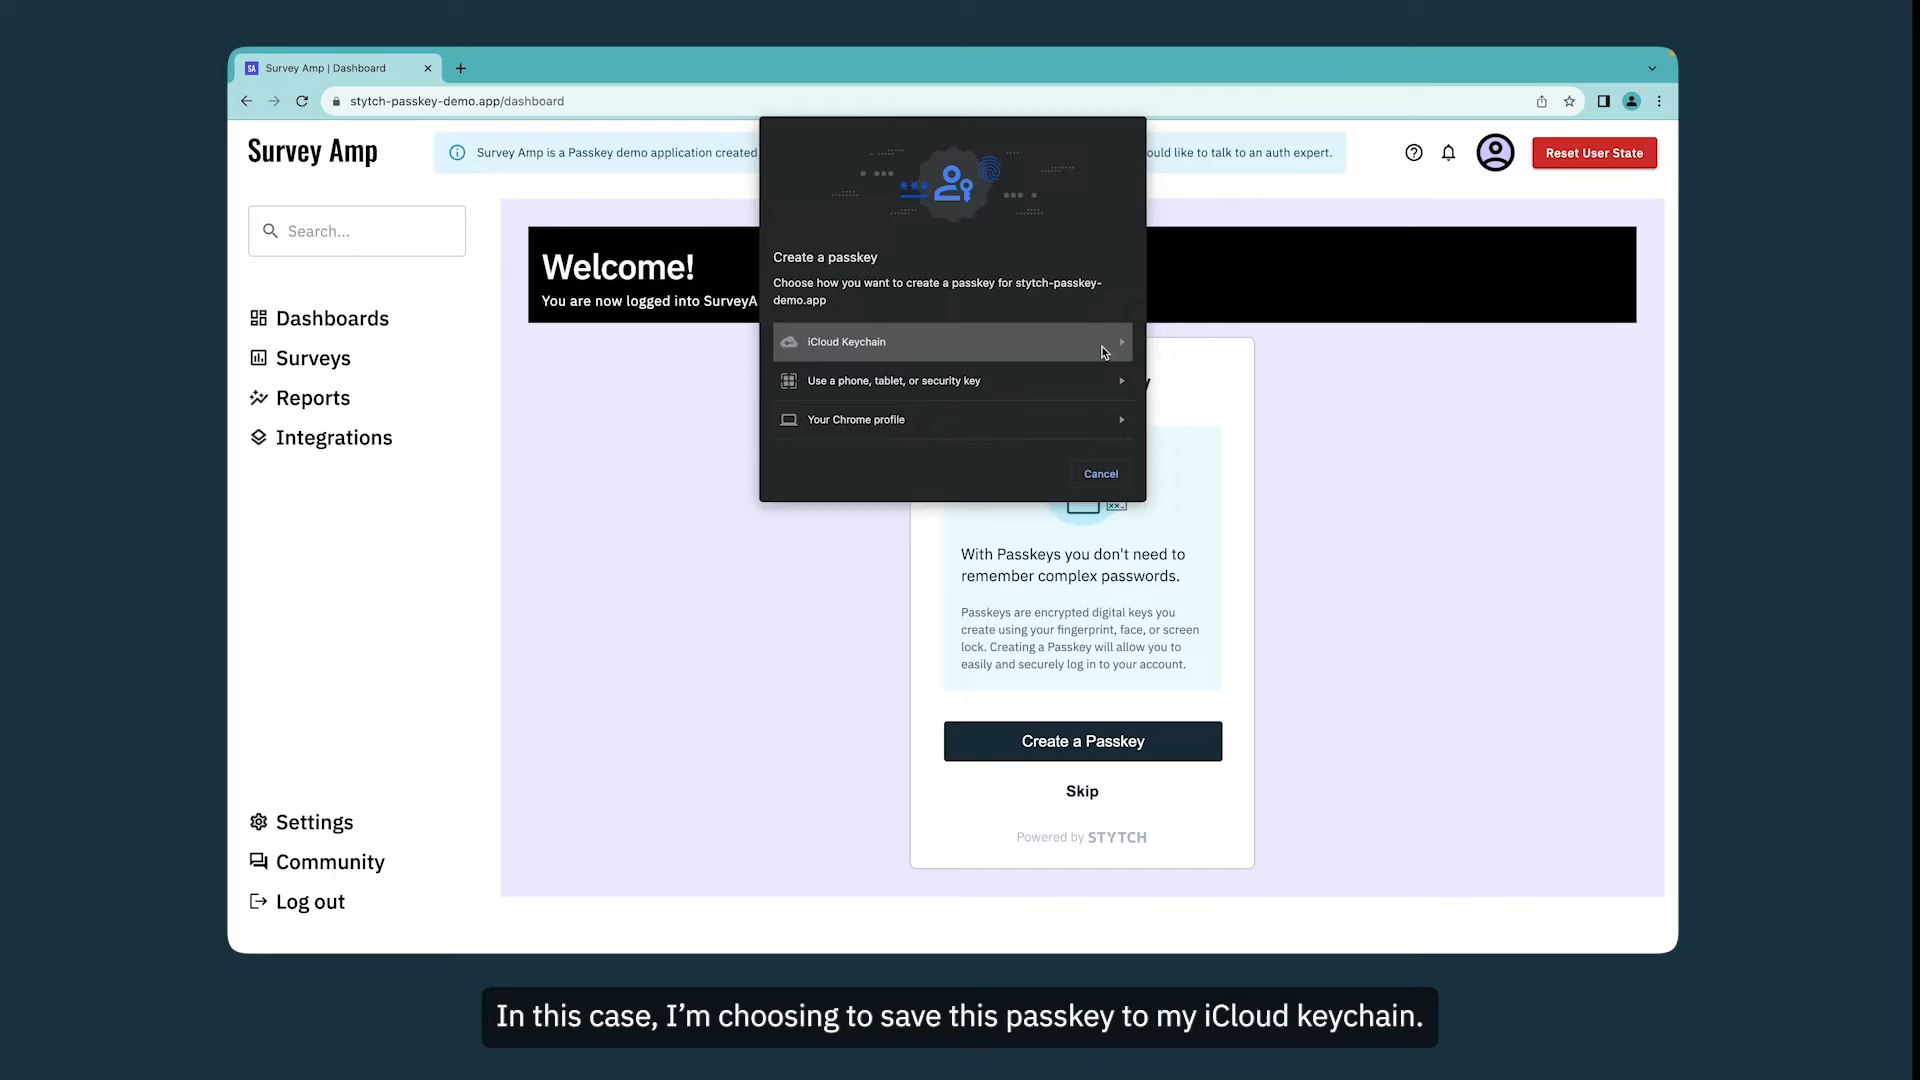 SA Survey Amp | Dashboard
stytch-passkey-demo.app/dashboard
Survey Amp
Survey Amp is a Passkey demo application created
ould like to talk to an auth expert.
Reset User State
Search...
Dashboards
Surveys
Reports
Integrations
Settings
Community
Log out
Welcome!
You are now logged into SurveyA
Create a passkey
Choose how you want to create a passkey for stytch-passkey-
demo.app
iCloud Keychain
Use a phone, tablet, or security key
Your Chrome profile
Cancel
y
With Passkeys you don't need to
remember complex passwords.
Passkeys are encrypted digital keys you
create using your fingerprint, face, or screen
lock. Creating a Passkey will allow you to
easily and securely log in to your account.
Create a Passkey
Skip
Powered by STYTCH
In this case, I'm choosing to save this passkey to my iCloud keychain.